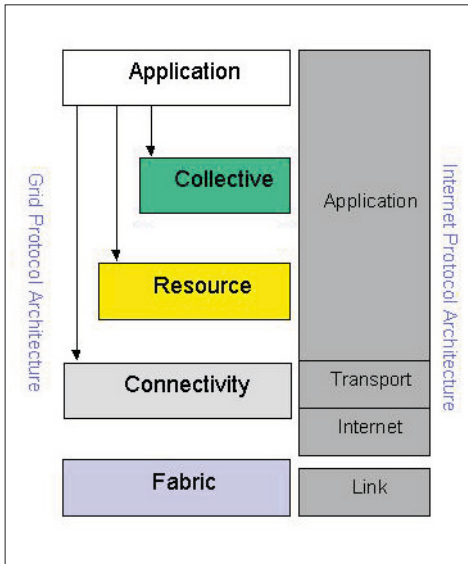 Application
Collective
Resource
Connectivity
Fabric
Grid Protocol Architecture
Application
Transport
Internet
Link
Internet Protocol Architecture